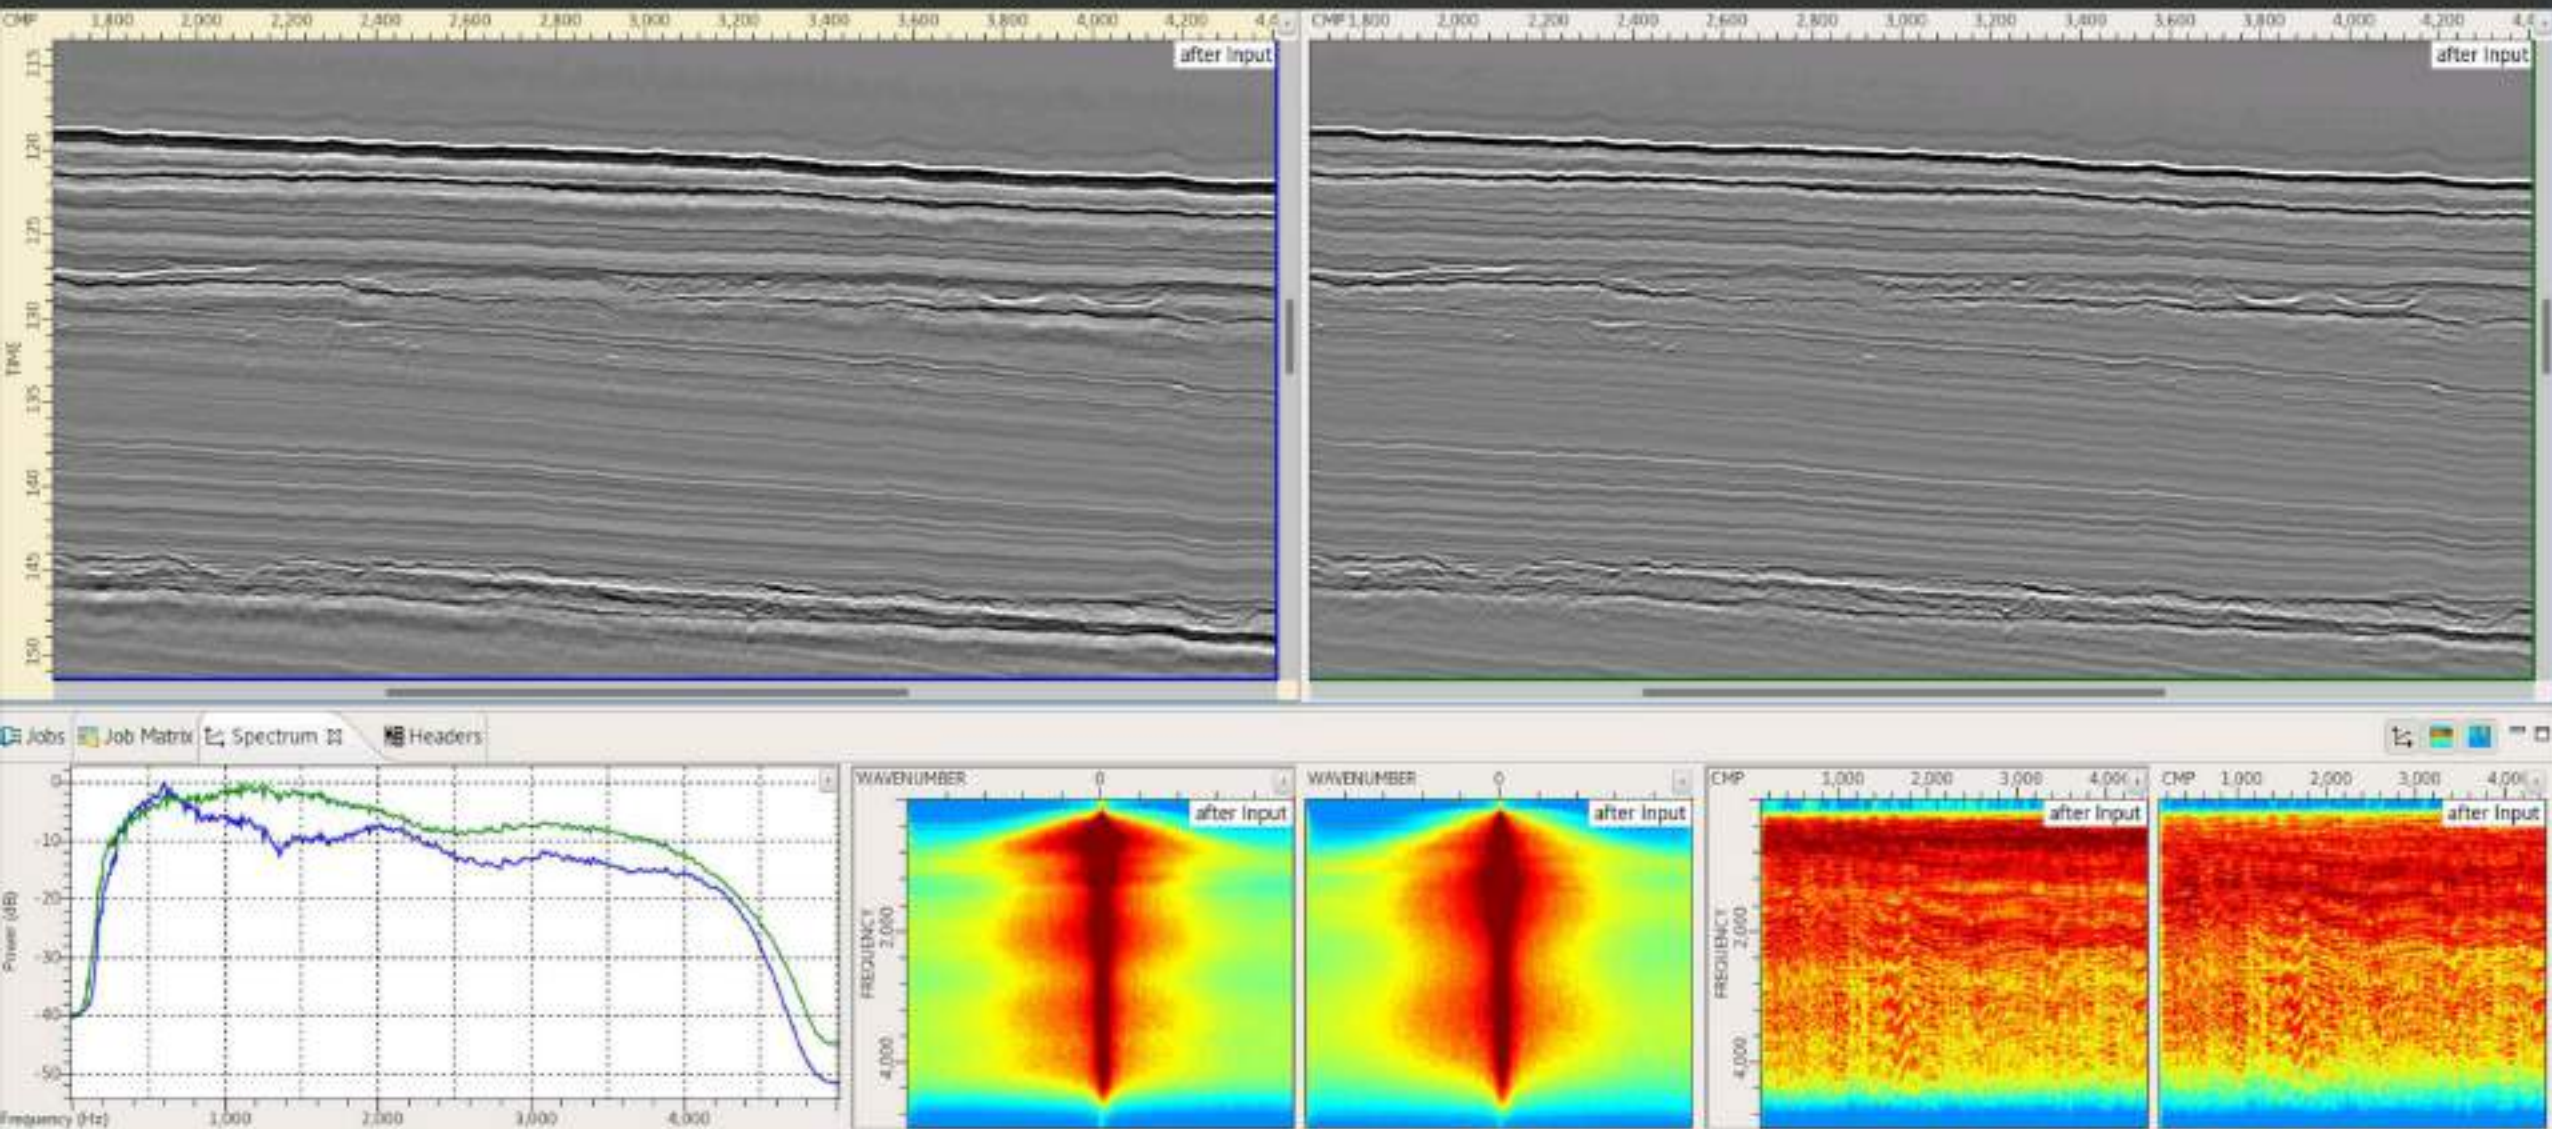 CMP 1,800 2,000 2,200 2,400 2,600 2,800 3,000 3,200 3,400 3,600 3,800 4,000 4,200
CMP 1,800 2,000 2,200 2,400 2,600 2,800 3,000 3,200 3,400 3,600 3,800 4,000 4,200
after Input
after Input
TIME
115
120
125
130
135
140
145
150
Jobs Job Matrix Spectrum Headers
0
-10
-20
-30
-40
-50
Power (dB)
Frequency (Hz) 1,000 2,000 3,000 4,000
WAVENUMBER 0
after Input
FREQUENCY
2,000
4,000
WAVENUMBER 0
after Input
CMP 1,000 2,000 3,000
after Input
FREQUENCY
2,000
4,000
CMP 1,000 2,000 3,000
after Input